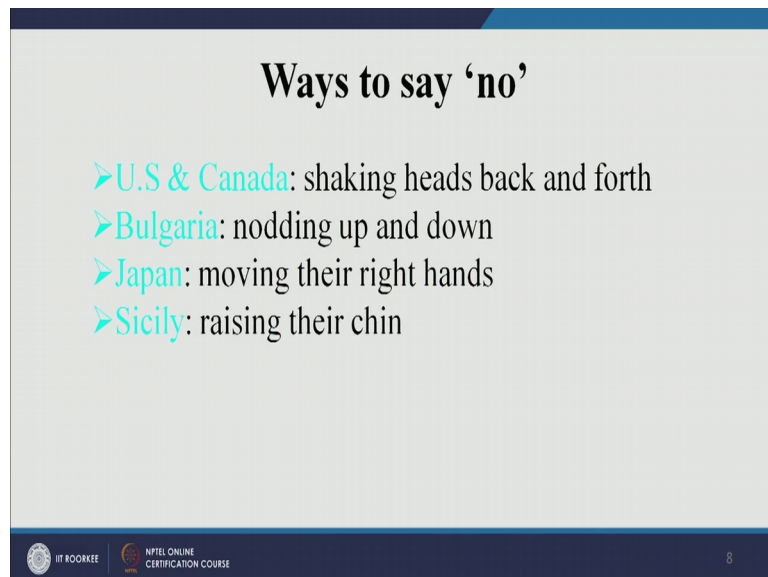 Ways to say ‘no’
➢U.S & Canada: shaking heads back and forth
➢Bulgaria: nodding up and down
➢Japan: moving their right hands
➢Sicily: raising their chin
IIT ROORKEE
NPTEL ONLINE
CERTIFICATION COURSE
8